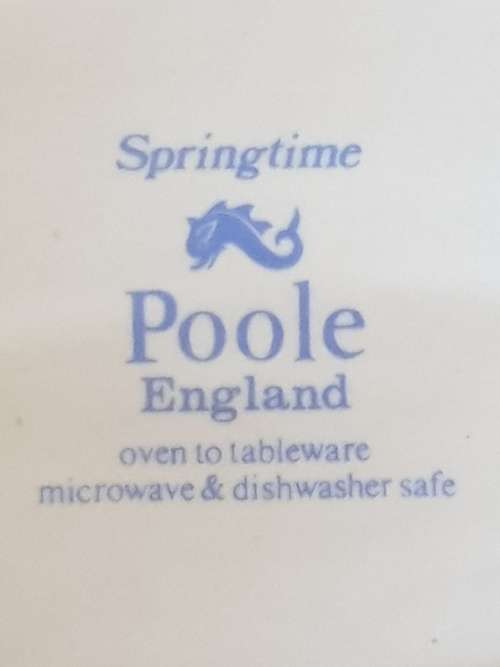 Springtime
Poole
England
oven to tableware
microwave & dishwasher safe